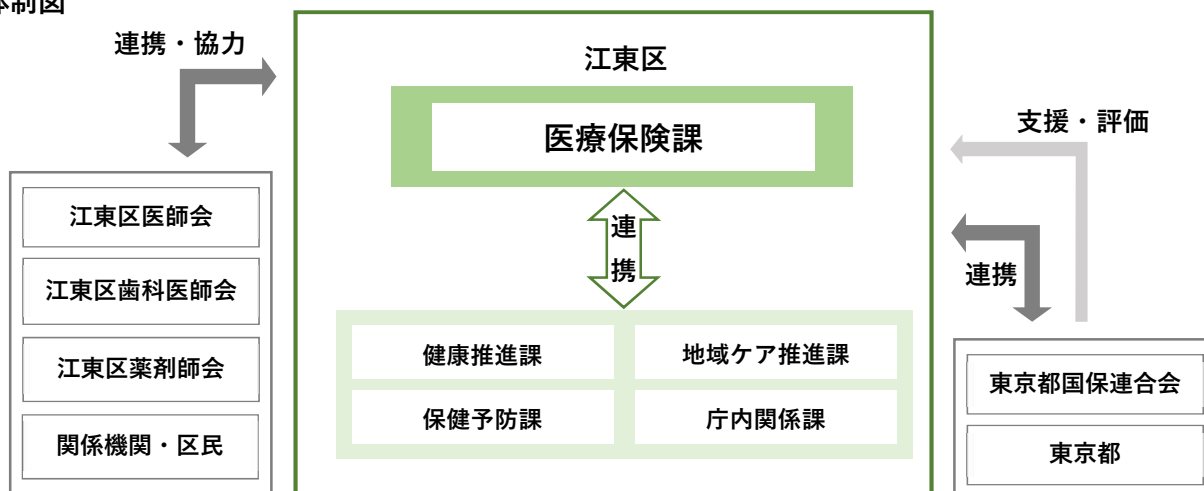 体制図
連携・協力
江東区医師会
江東区歯科医師会
江東区薬剤師会
関係機関・区民
江東区
医療保険課
連
携
健康推進課
地域ケア推進課
保健予防課
庁内関係課
支援・評価
連携
東京都国保連合会
東京都